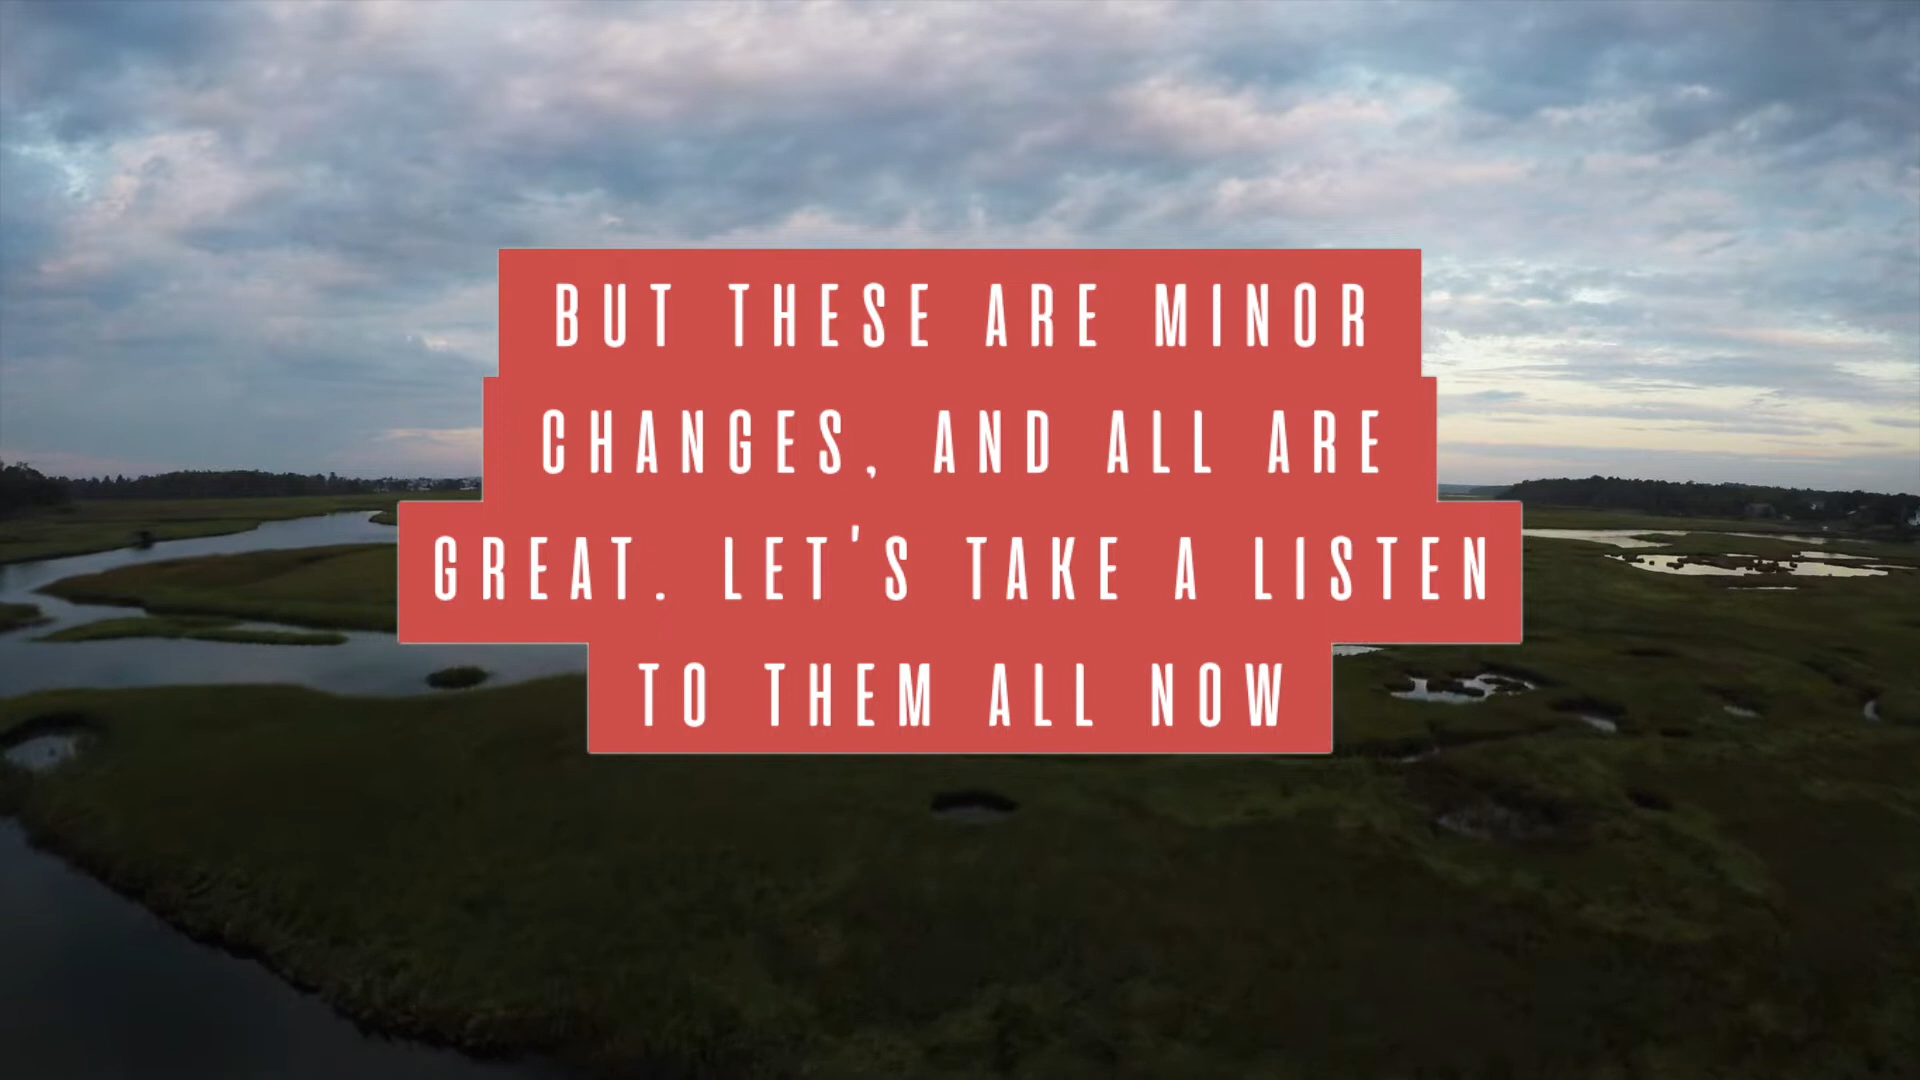 BUT THESE ARE MINOR
CHANGES, AND ALL ARE
GREAT. LET'S TAKE A LISTEN
TO THEM ALL NOW